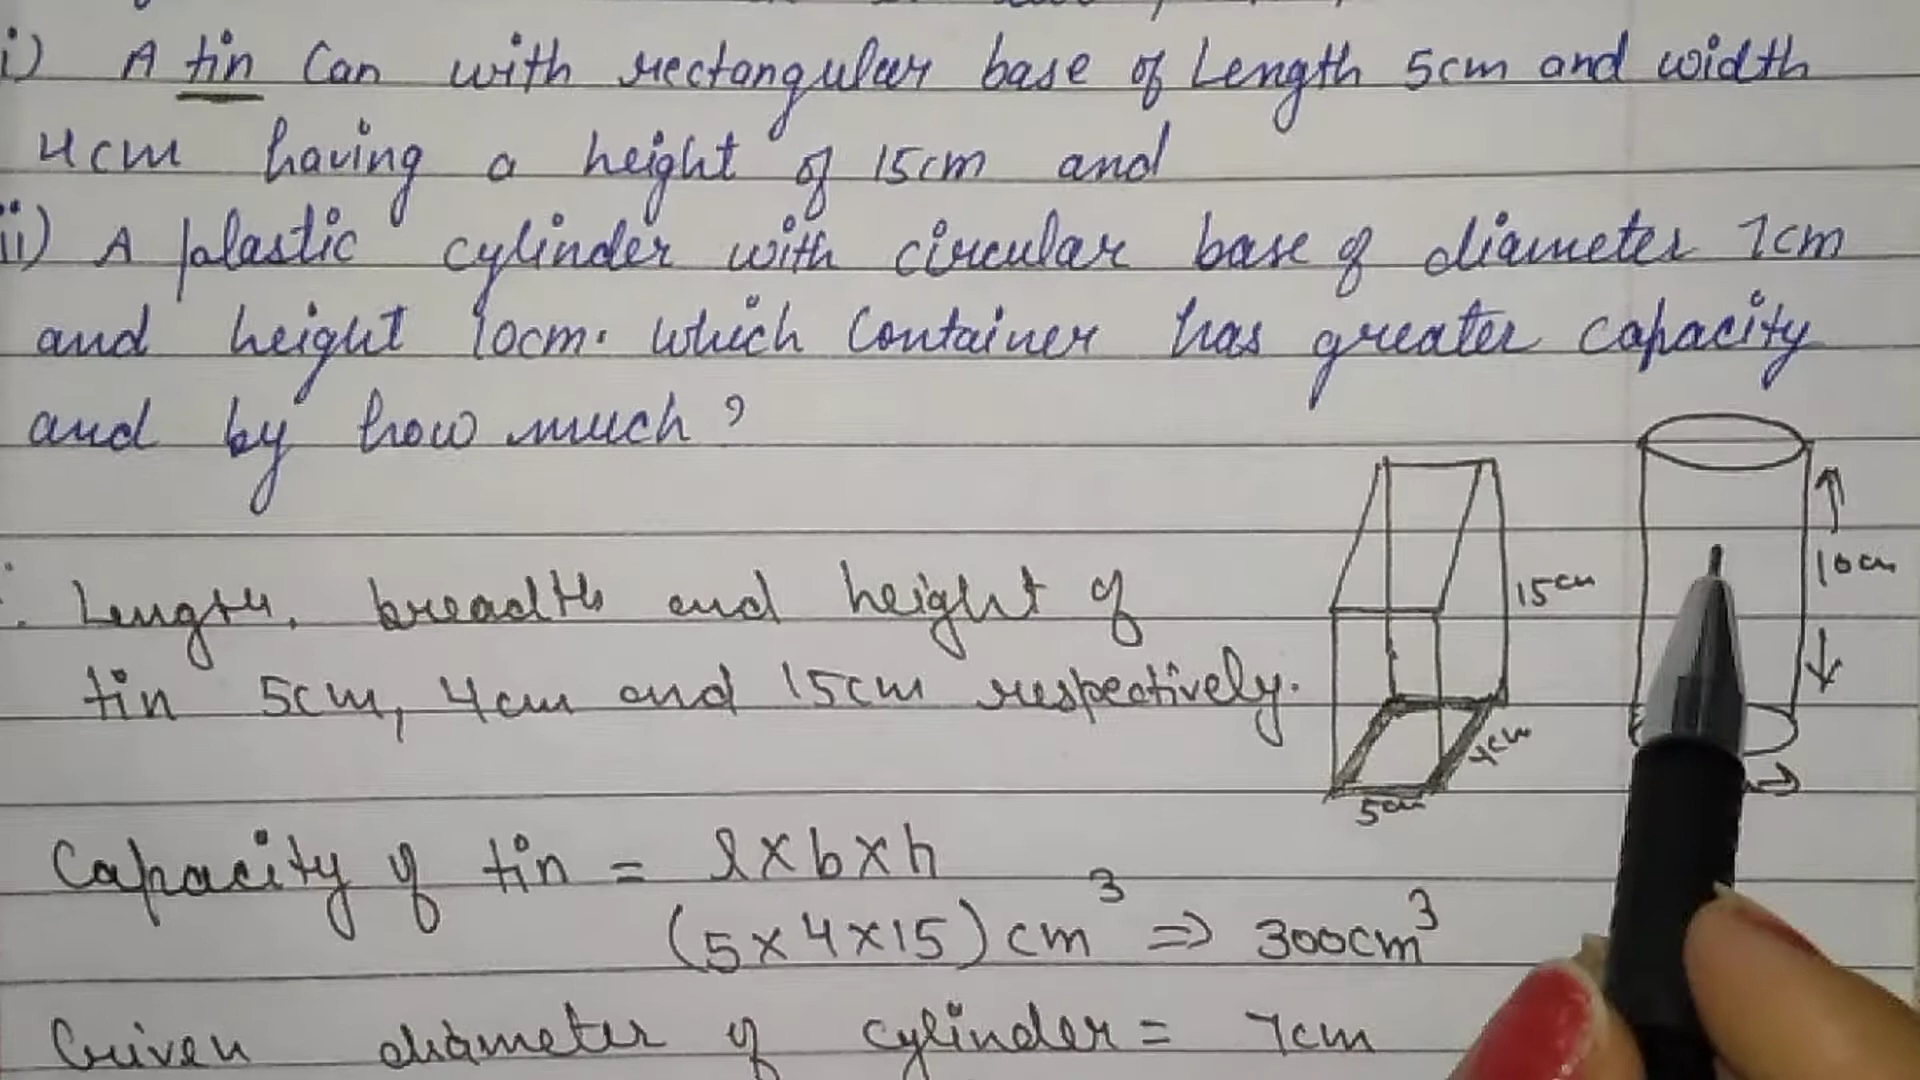 i) A tin Can with rectangular base of Length 5cm and width
4cm having a height of 15cm and
ii) A plastic cylinder with circular base of diameter 7cm
and height 10cm. which Container has greater capacity
and by how much?
Length, breadth and height of
tin 5cm, 4cm and 15cm respectively.
15cm
10cm
4cm
5cm
Capacity of tin = l×b×h
(5×4×15)cm³ => 300cm³
Given diameter of cylinder = 7cm